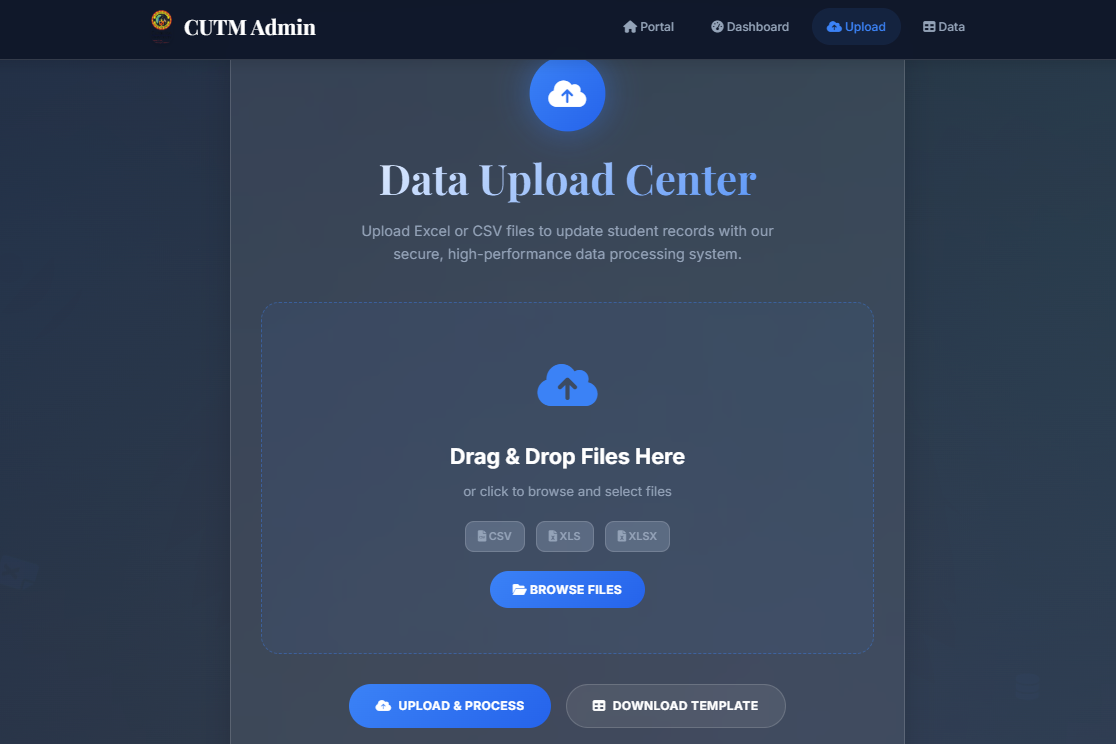 CUTM Admin
Portal
Dashboard
Upload
Data
Data Upload Center
Upload Excel or CSV files to update student records with our
secure, high-performance data processing system.
Drag & Drop Files Here
or click to browse and select files
CSV
XLS
XLSX
BROWSE FILES
UPLOAD & PROCESS
DOWNLOAD TEMPLATE